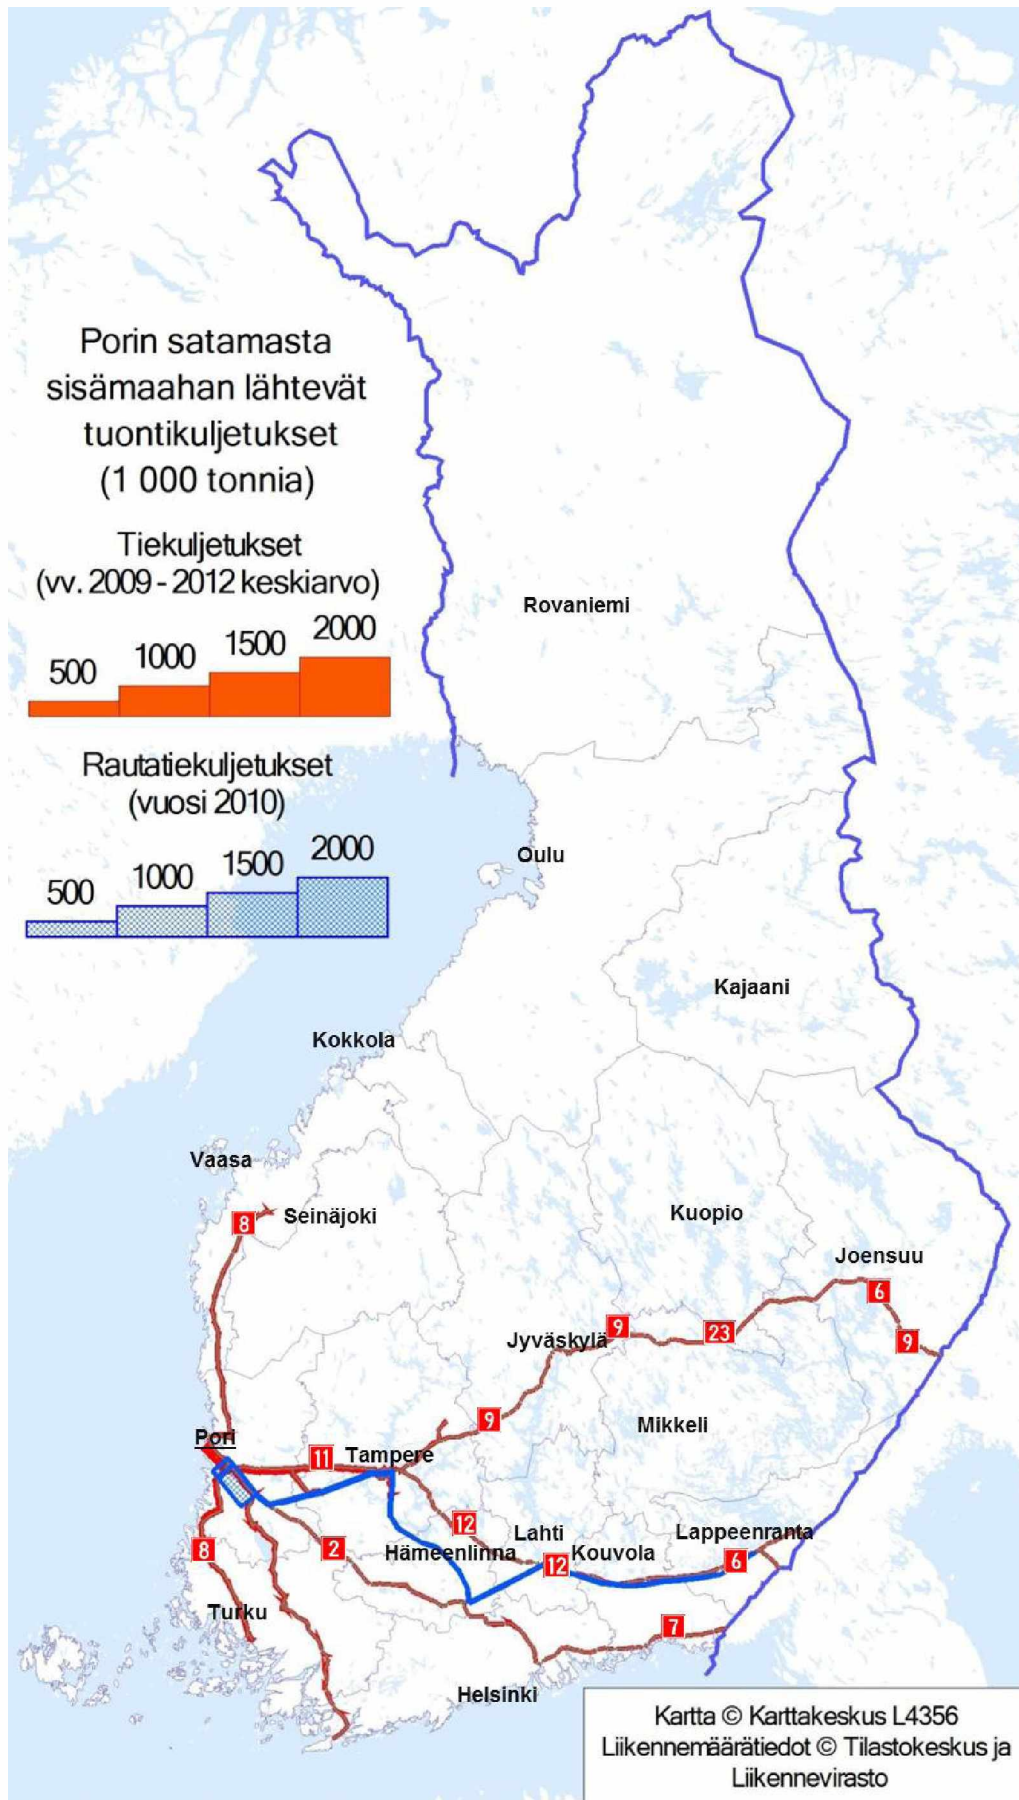 Porin satamasta
sisämaahan lähtevät
tuontikuljetukset
(1 000 tonnia)
Tiekuljetukset
(vv. 2009 - 2012 keskiarvo)
500 1000 1500 2000
Rautatiekuljetukset
(vuosi 2010)
500 1000 1500 2000
Rovaniemi
Oulu
Kajaani
Kokkola
Vaasa
8 Seinäjoki
Kuopio
Joensuu
6
Jyväskylä 9 23 9
9
Mikkeli
Pori
11 Tampere
12 Lahti Lappeenranta
8 2 Hämeenlinna 12 Kouvola 6
Turku
7
Helsinki
Kartta © Karttakeskus L4356
Liikennemäärätiedot © Tilastokeskus ja
Liikennevirasto